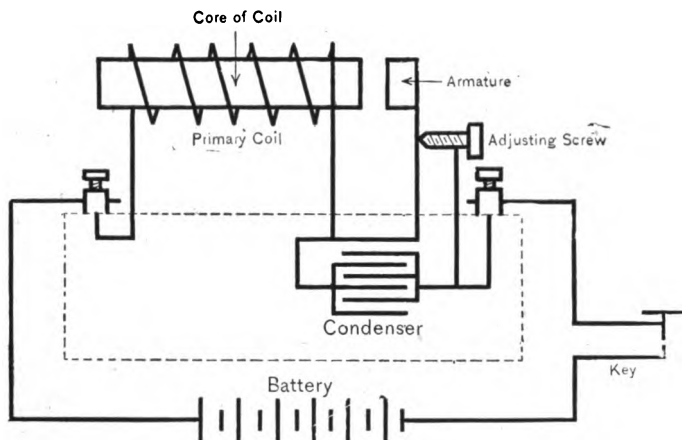 Core of Coil
Armature
Primary Coil
Adjusting Screw
Condenser
Key
Battery